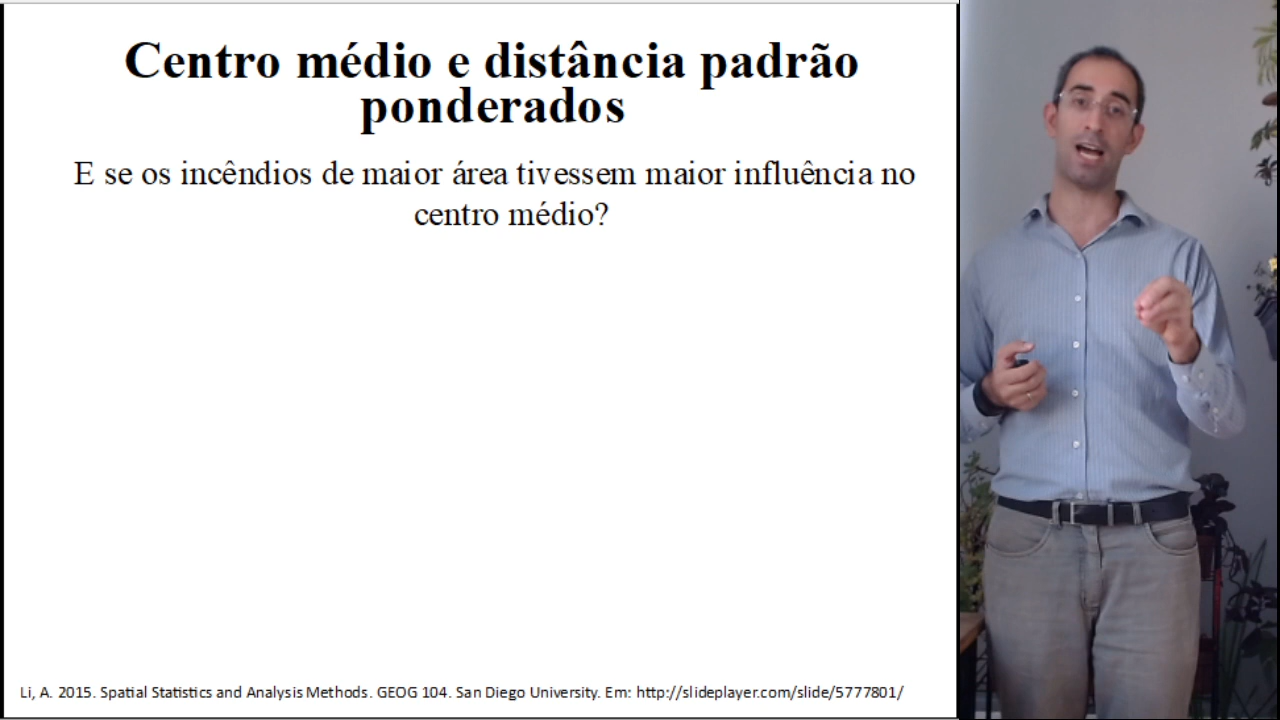 Centro médio e distância padrão
ponderados
E se os incêndios de maior área tivessem maior influência no
centro médio?
Li, A. 2015. Spatial Statistics and Analysis Methods. GEOG 104. San Diego University. Em: http://slideplayer.com/slide/5777801/